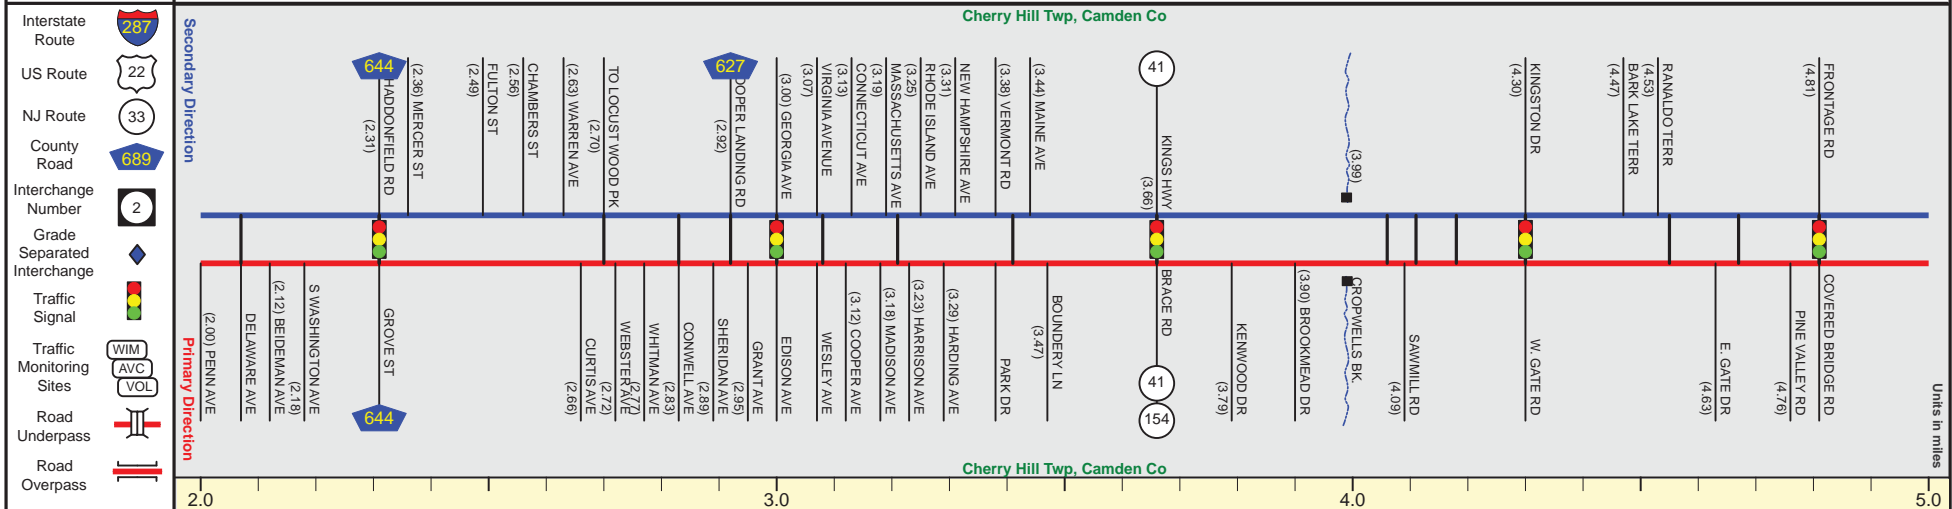 Interstate
Route
287
US Route
22
NJ Route
33
County
Road
689
Interchange
Number
2
Grade
Separated
Interchange
Traffic
Signal
Traffic
Monitoring
Sites
WIM
AVC
VOL
Road
Underpass
Road
Overpass
Secondary Direction
Primary Direction
Cherry Hill Twp, Camden Co
644
HADDONFIELD RD
(2.31)
(2.36) MERCER ST
FULTON ST
(2.49)
CHAMBERS ST
(2.56)
(2.63) WARREN AVE
TO LOCUST WOOD PK
(2.70)
627
OOPER LANDING RD
(2.92)
(3.00) GEORGIA AVE
VIRGINIA AVENUE
(3.07)
CONNECTICUT AVE
(3.13)
MASSACHUSETTS AVE
(3.19)
RHODE ISLAND AVE
(3.25)
NEW HAMPSHIRE AVE
(3.31)
(3.38) VERMONT RD
(3.44) MAINE AVE
41
KINGS HWY
(3.66)
(3.99)
KINGSTON DR
(4.30)
BARK LAKE TERR
(4.47)
RANALDO TERR
(4.53)
FRONTAGE RD
(4.81)
(2.00) PENN AVE
DELAWARE AVE
(2.12) BEIDEMAN AVE
S WASHINGTON AVE
(2.18)
GROVE ST
644
CURTIS AVE
(2.66)
WEBSTER AVE
(2.72)
WHITMAN AVE
(2.77)
CONWELL AVE
(2.83)
SHERIDAN AVE
(2.89)
GRANT AVE
(2.95)
EDISON AVE
WESLEY AVE
(3.12) COOPER AVE
(3.18) MADISON AVE
(3.23) HARRISON AVE
(3.29) HARDING AVE
PARK DR
BOUNDERY LN
(3.47)
BRACE RD
41
154
KENWOOD DR
(3.79)
(3.90) BROOKMEAD DR
CROPWELLS BK.
SAWMILL RD
(4.09)
W. GATE RD
E. GATE DR
(4.63)
PINE VALLEY RD
(4.76)
COVERED BRIDGE RD
Cherry Hill Twp, Camden Co
Units in miles
2.0
3.0
4.0
5.0